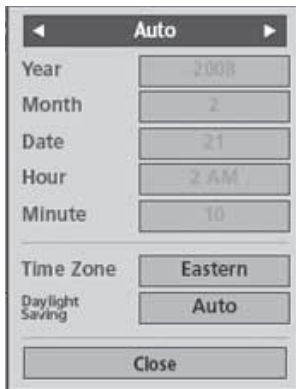 ◄ Auto ►
Year 2008
Month 2
Date 21
Hour 2 AM
Minute 10
Time Zone Eastern
Daylight
Saving Auto
Close